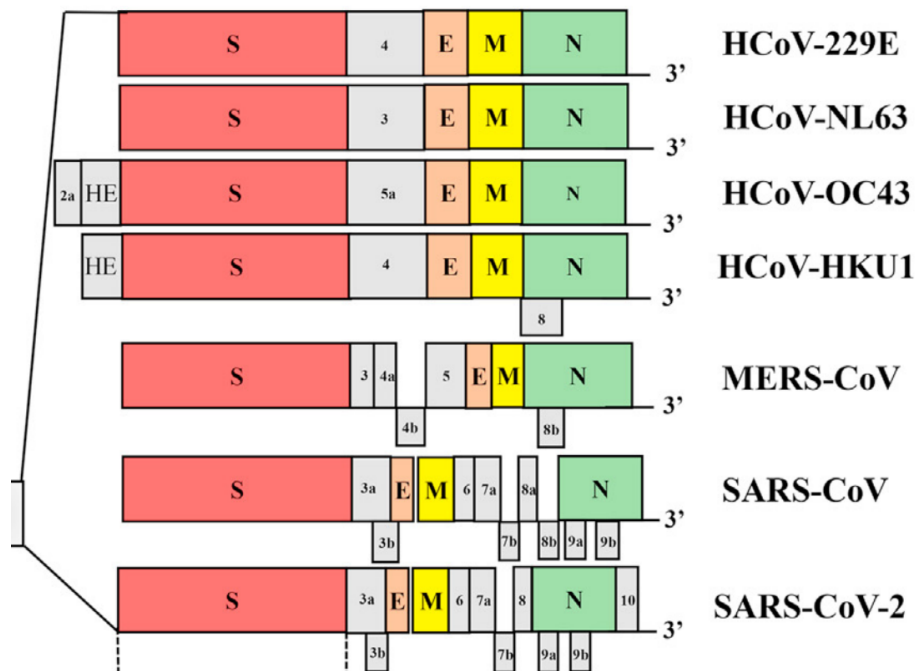 S 4 E M N 3’ HCoV-229E
S 3 E M N 3’ HCoV-NL63
2a HE S 5a E M N 3’ HCoV-OC43
HE S 4 E M N 3’ HCoV-HKU1
8
S 3 4a 5 E M N 3’ MERS-CoV
4b 8b
S 3a E M 6 7a 8a N 3’ SARS-CoV
3b 7b 8b 9a 9b
S 3a E M 6 7a 8 N 10 3’ SARS-CoV-2
3b 7b 9a 9b